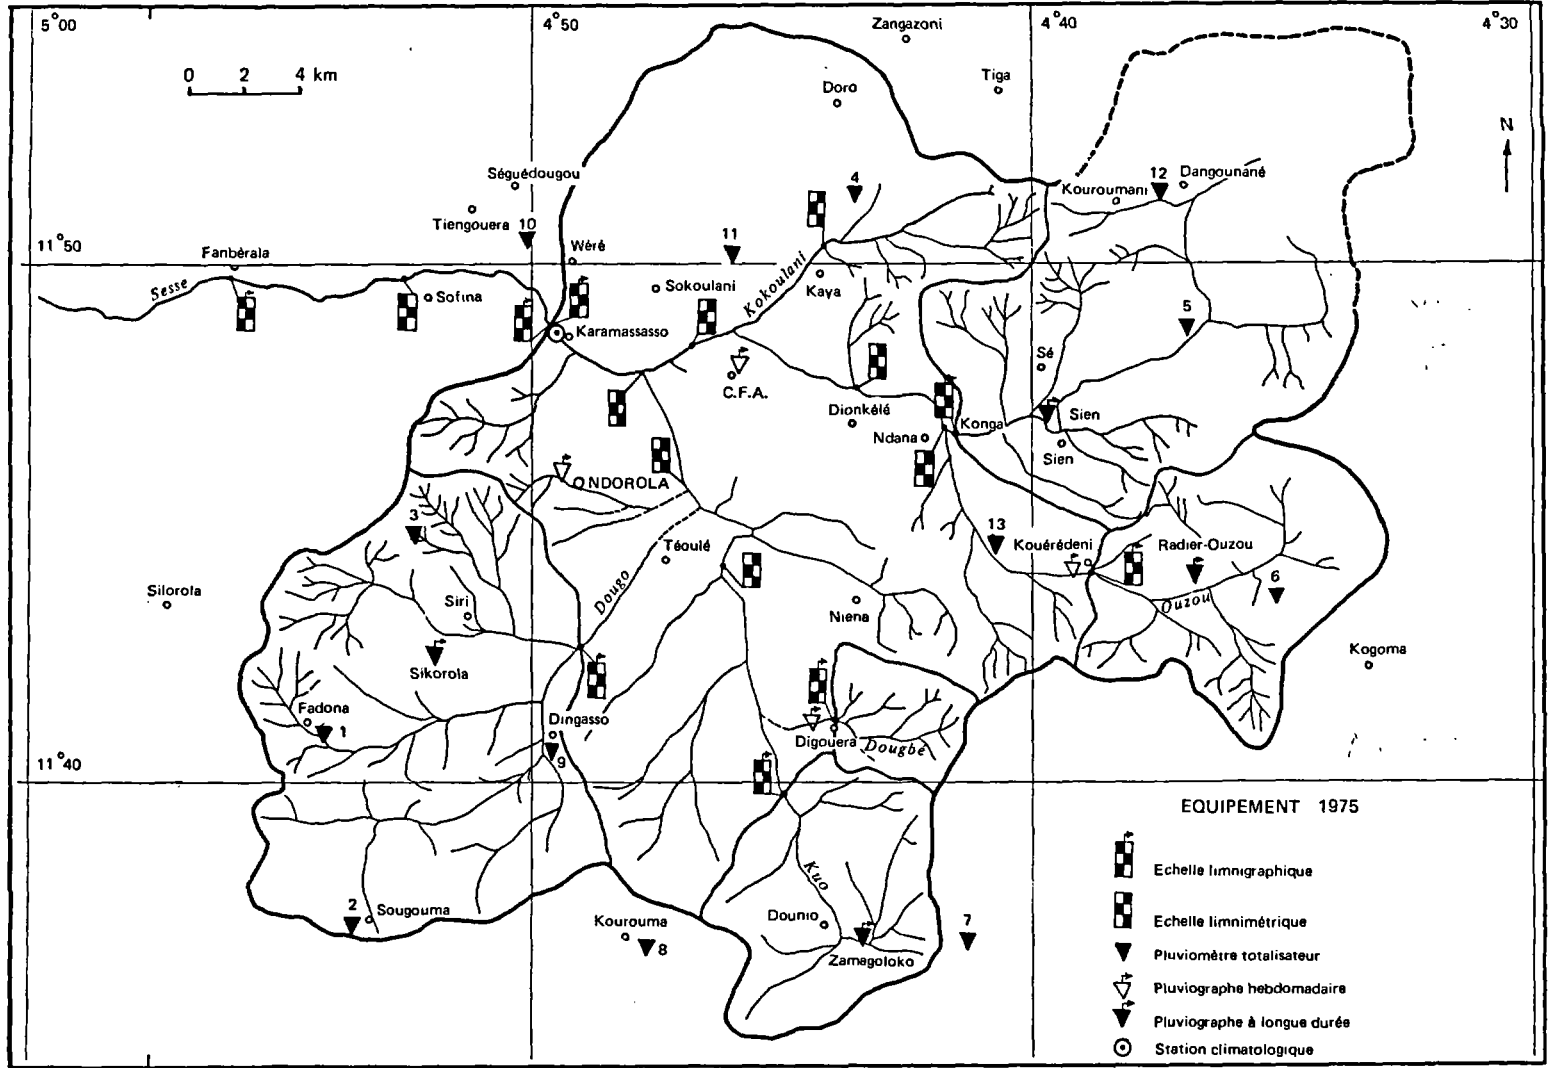 5°00
4°50
4°40
4°30
Zangazoni
0 2 4 km
Tiga
Doro
N
Séguédougou
4
12
Dangounané
Kouroumani
Tiengouera
10
11°50
11
Wéré
Fanbèrala
Sesse
Sofina
Sokoulani
Kokoulani
Kaya
5
Karamassasso
Sé
C.F.A.
Dionkélé
Sien
Konga
Ndana
Sien
NDOROLA
3
13
Téoulé
Kouérédeni
Radier-Ouzou
6
Silorola
Siri
Dougo
Niena
Ouzou
Kogoma
Sikorola
Fadona
1
Dingasso
Digouera
Dougbé
9
11°40
EQUIPEMENT 1975
Echelle limnigraphique
Kuo
2
Sougouma
Kourouma
8
Dounio
7
Echelle limnimétrique
Zamagoloko
Pluviomètre totalisateur
Pluviographe hebdomadaire
Pluviographe à longue durée
Station climatologique